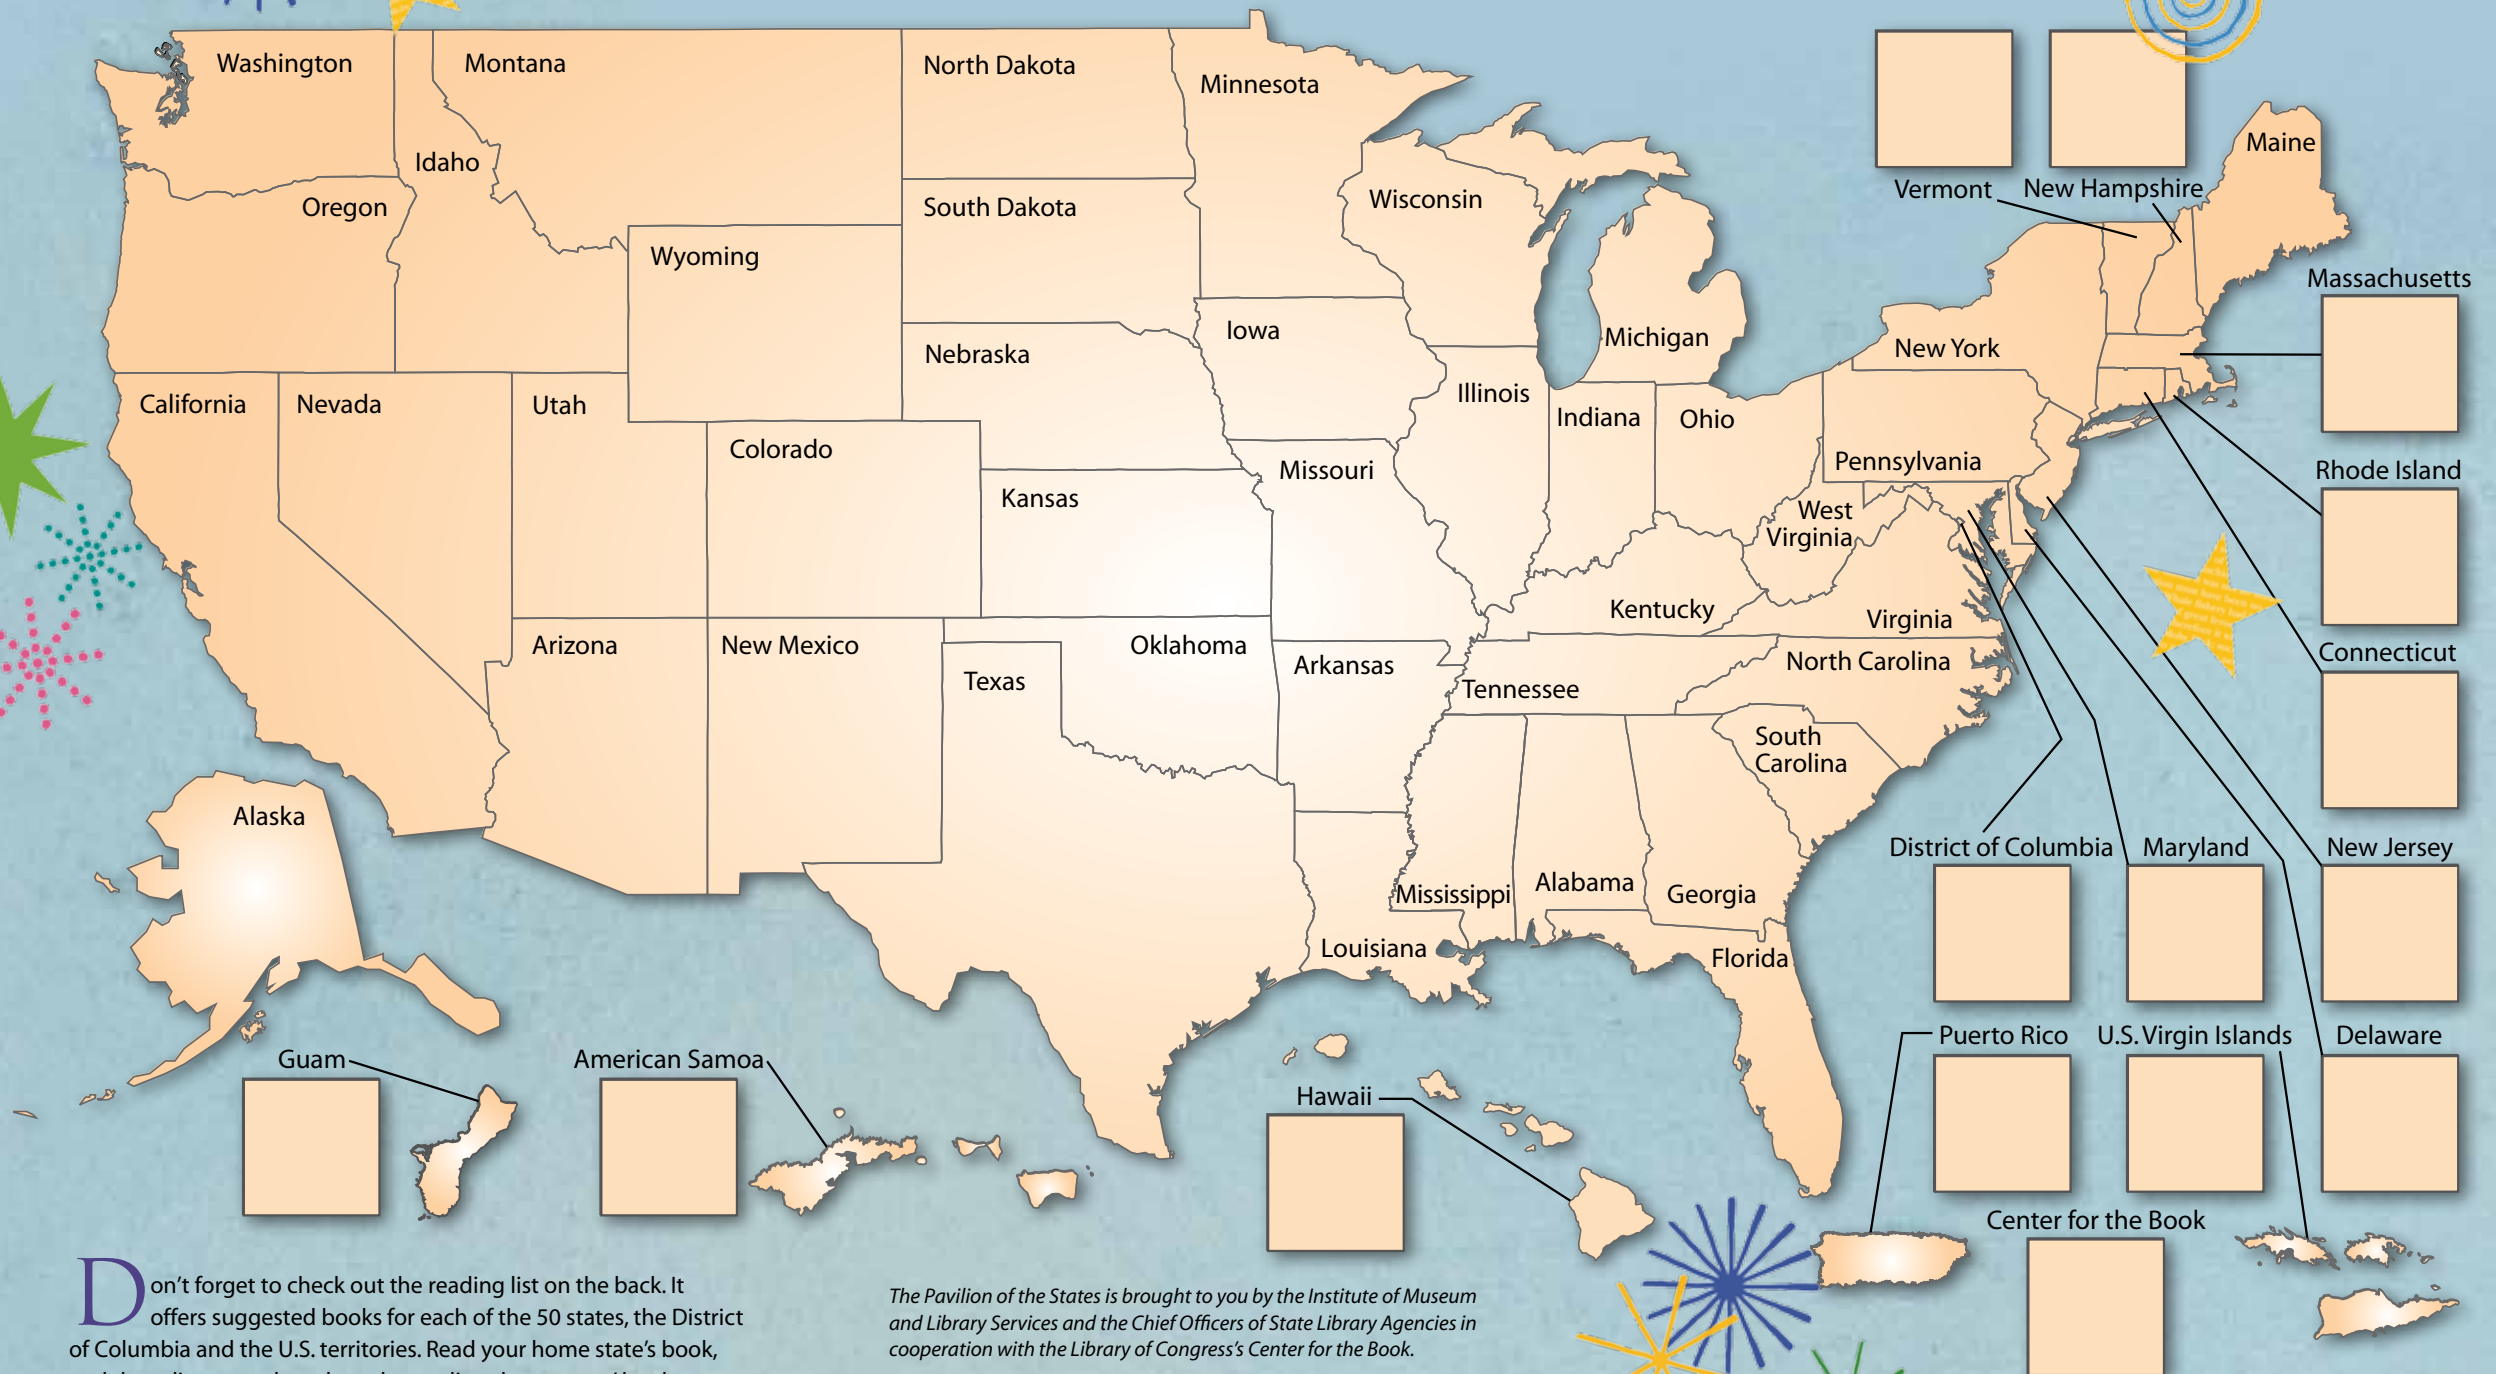 Washington
Montana
North Dakota
Minnesota
Vermont
New Hampshire
Maine
Idaho
Oregon
South Dakota
Wisconsin
Wyoming
Massachusetts
Iowa
Michigan
New York
Nebraska
Illinois
California
Nevada
Utah
Indiana
Ohio
Colorado
Pennsylvania
Missouri
Rhode Island
Kansas
West
Virginia
Kentucky
Virginia
Connecticut
Arizona
New Mexico
Oklahoma
Arkansas
North Carolina
Texas
Tennessee
South
Carolina
Alaska
District of Columbia
Maryland
New Jersey
Mississippi
Alabama
Georgia
Louisiana
Florida
Puerto Rico
U.S. Virgin Islands
Delaware
Guam
American Samoa
Hawaii
Center for the Book
Don't forget to check out the reading list on the back. It
offers suggested books for each of the 50 states, the District
of Columbia and the U.S. territories. Read your home state's book,
The Pavilion of the States is brought to you by the Institute of Museum
and Library Services and the Chief Officers of State Library Agencies in
cooperation with the Library of Congress's Center for the Book.